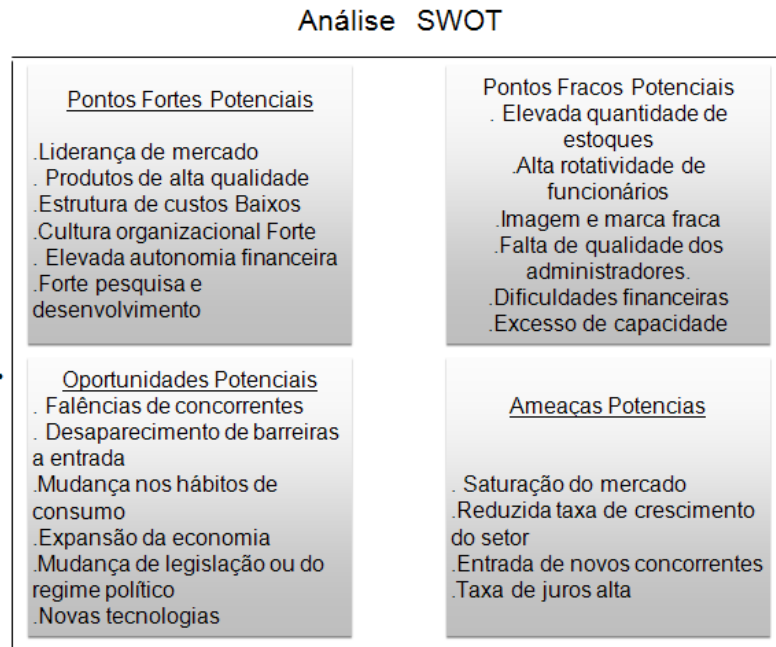 Análise SWOT
Pontos Fortes Potenciais
.Liderança de mercado
. Produtos de alta qualidade
.Estrutura de custos Baixos
.Cultura organizacional Forte
. Elevada autonomia financeira
.Forte pesquisa e
desenvolvimento
Pontos Fracos Potenciais
. Elevada quantidade de
estoques
.Alta rotatividade de
funcionários
.Imagem e marca fraca
.Falta de qualidade dos
administradores.
.Dificuldades financeiras
.Excesso de capacidade
Oportunidades Potenciais
. Falências de concorrentes
. Desaparecimento de barreiras
a entrada
.Mudança nos hábitos de
consumo
.Expansão da economia
.Mudança de legislação ou do
regime político
.Novas tecnologias
Ameaças Potencias
. Saturação do mercado
.Reduzida taxa de crescimento
do setor
.Entrada de novos concorrentes
.Taxa de juros alta